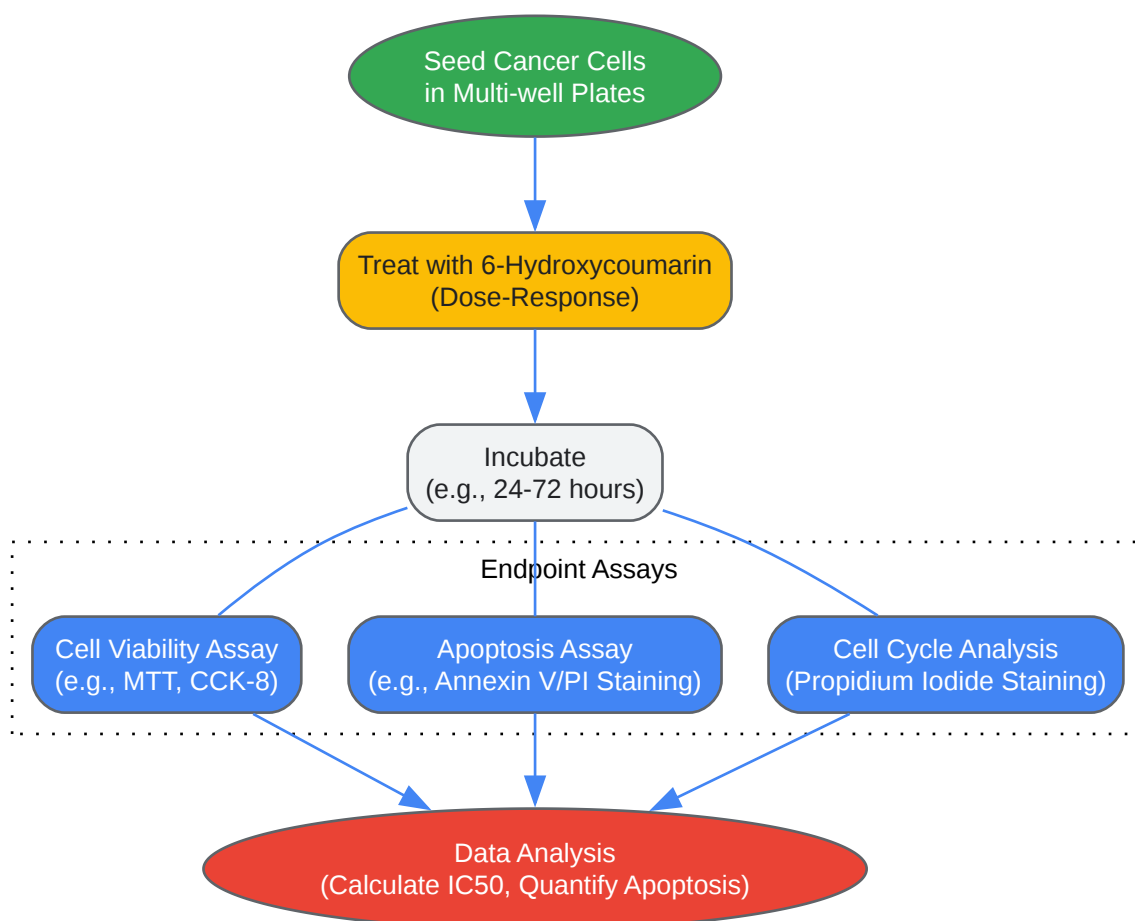 Seed Cancer Cells
in Multi-well Plates
Treat with 6-Hydroxycoumarin
(Dose-Response)
Incubate
(e.g., 24-72 hours)
Endpoint Assays
Cell Viability Assay
(e.g., MTT, CCK-8)
Apoptosis Assay
(e.g., Annexin V/PI Staining)
Cell Cycle Analysis
(Propidium Iodide Staining)
Data Analysis
(Calculate IC50, Quantify Apoptosis)